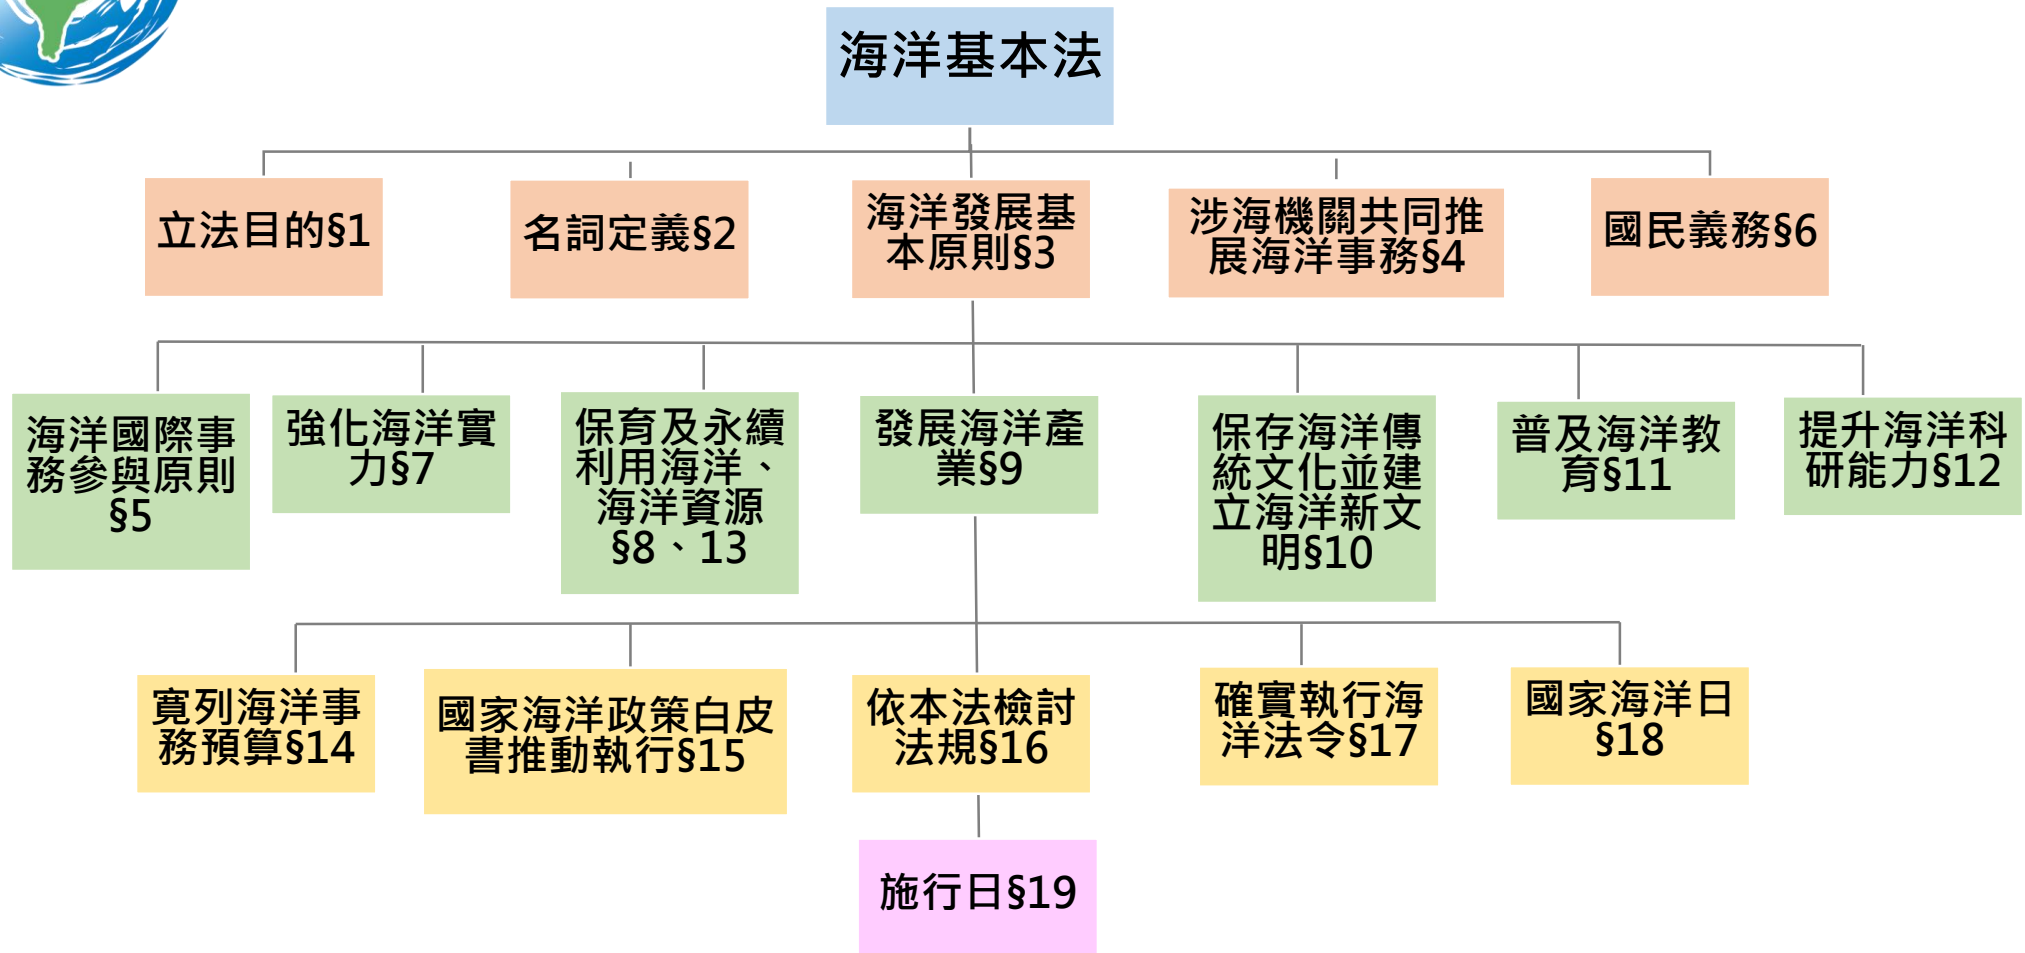 海洋基本法
立法目的§1
名詞定義§2
海洋發展基
本原則§3
涉海機關共同推
展海洋事務§4
國民義務§6
海洋國際事
務參與原則
§5
強化海洋實
力§7
保育及永續
利用海洋、
海洋資源
§8、13
發展海洋產
業§9
保存海洋傳
統文化並建
立海洋新文
明§10
普及海洋教
育§11
提升海洋科
研能力§12
寬列海洋事
務預算§14
國家海洋政策白皮
書推動執行§15
依本法檢討
法規§16
確實執行海
洋法令§17
國家海洋日
§18
施行日§19